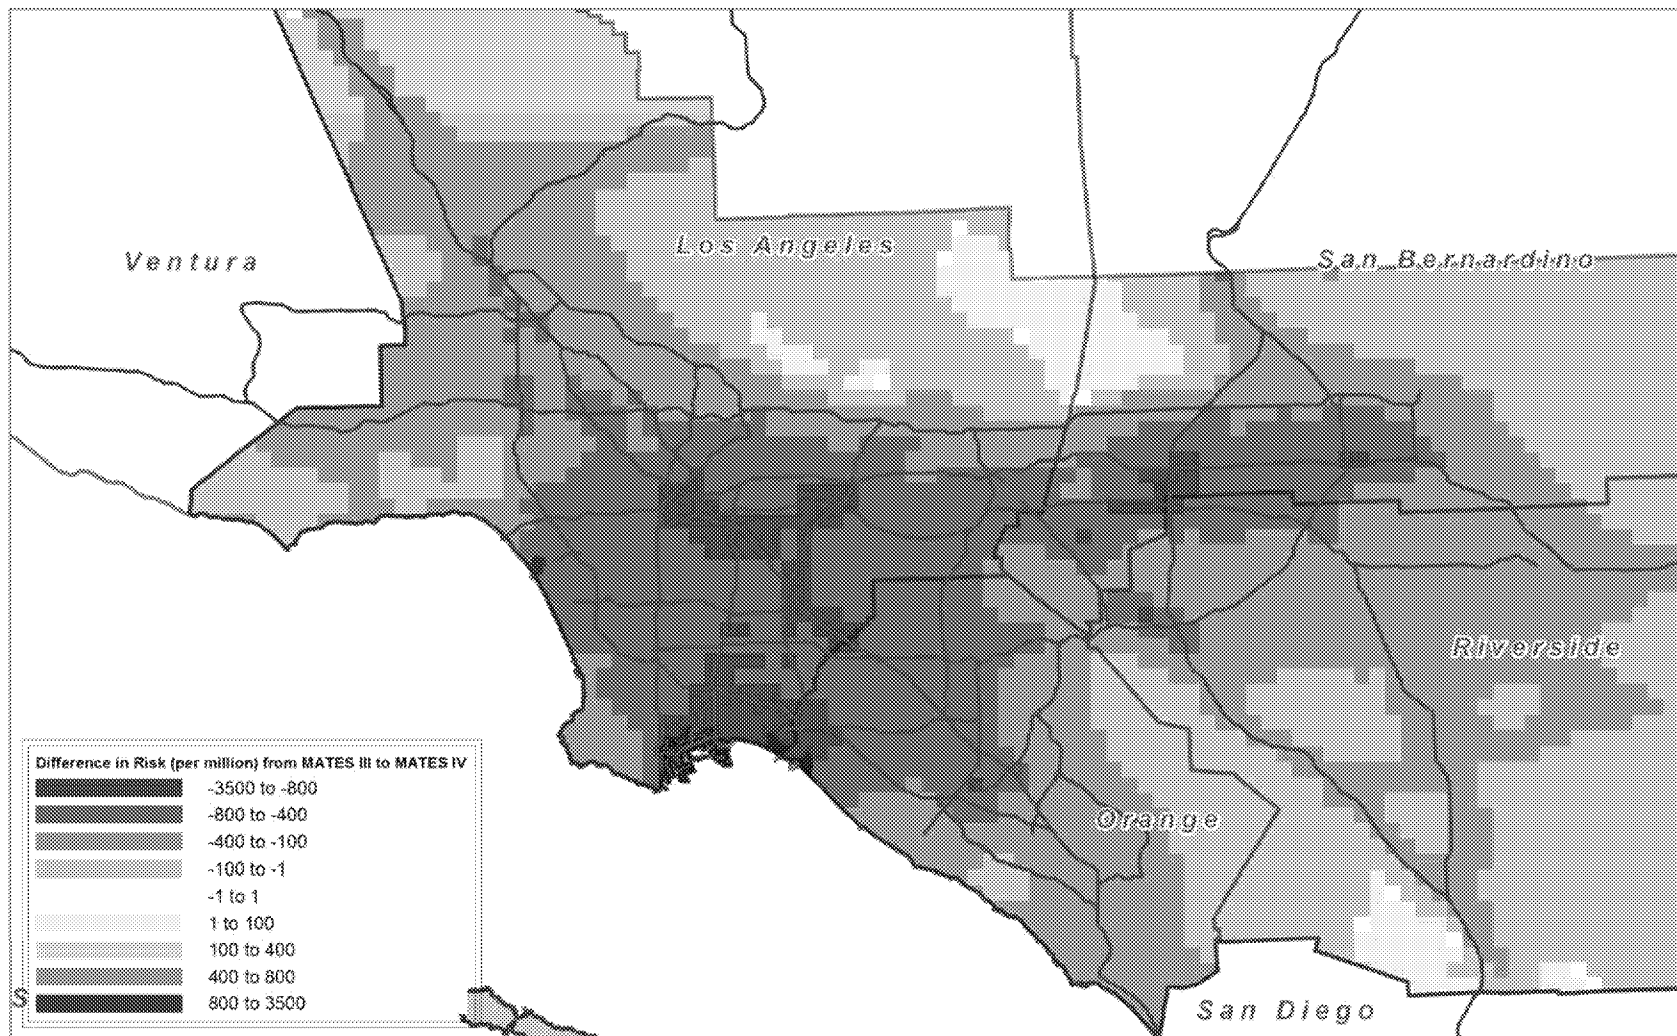 Ventura
Los Angeles
San Bernardino
Riverside
Orange
San Diego
S
Difference in Risk (per million) from MATES III to MATES IV
-3500 to -800
-800 to -400
-400 to -100
-100 to -1
-1 to 1
1 to 100
100 to 400
400 to 800
800 to 3500